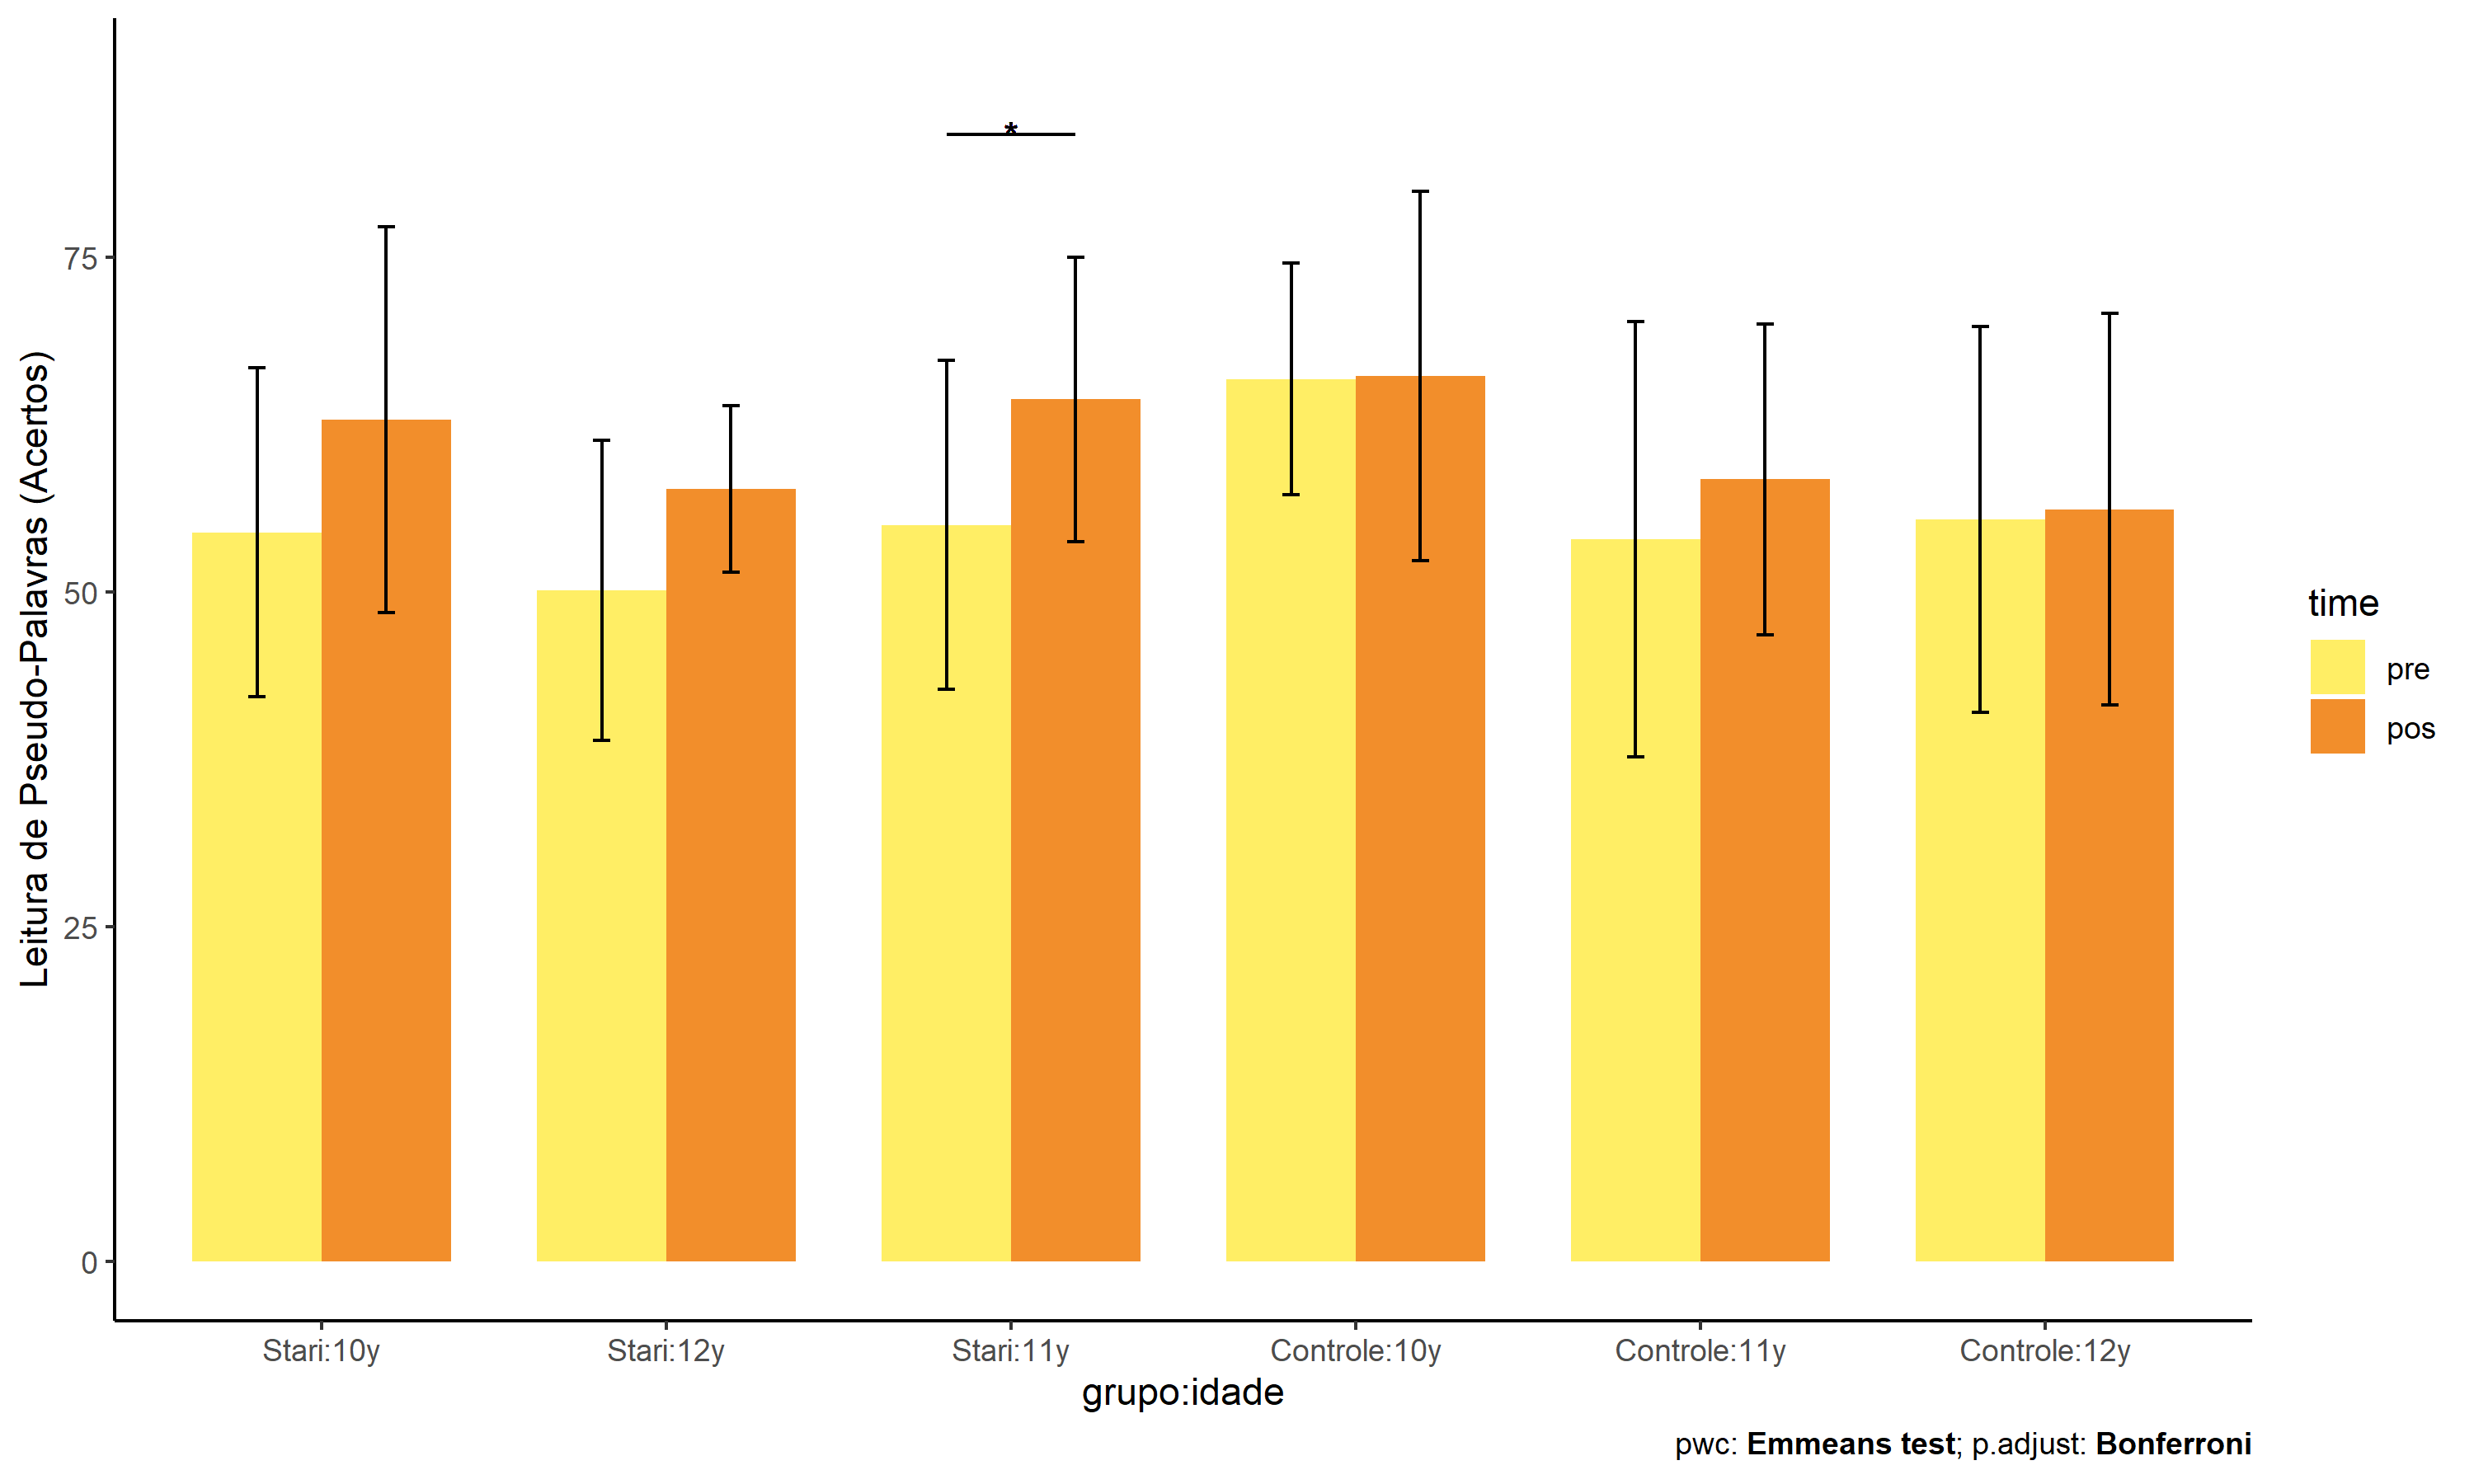 *
75
50
25
0
Leitura de Pseudo-Palavras (Acertos)
Stari:10y
Stari:12y
Stari:11y
Controle:10y
Controle:11y
Controle:12y
grupo:idade
time
pre
pos
pwc: Emmeans test; p.adjust: Bonferroni